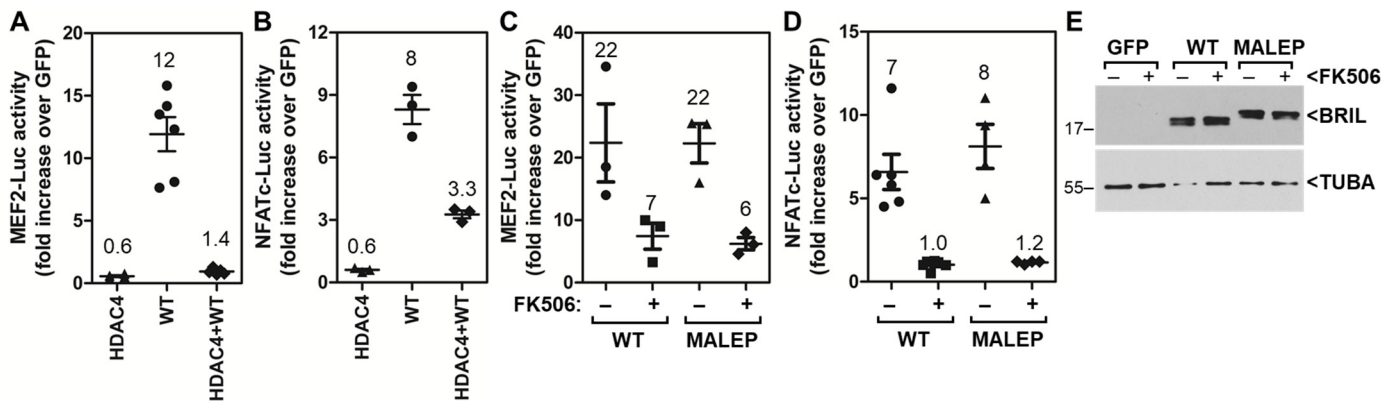 A
MEF2-Luc activity
(fold increase over GFP)
20
15
10
5
0
0.6
12
1.4
HDAC4
WT
HDAC4+WT
B
NFATc-Luc activity
(fold increase over GFP)
12
9
6
3
0
0.6
8
3.3
HDAC4
WT
HDAC4+WT
C
MEF2-Luc activity
(fold increase over GFP)
40
30
20
10
0
22
7
22
6
FK506: – + – +
WT MALEP
D
NFATc-Luc activity
(fold increase over GFP)
15
10
5
0
7
1.0
8
1.2
– + – +
WT MALEP
E
GFP WT MALEP
– + – + – + <FK506
17– <BRIL
55– <TUBA